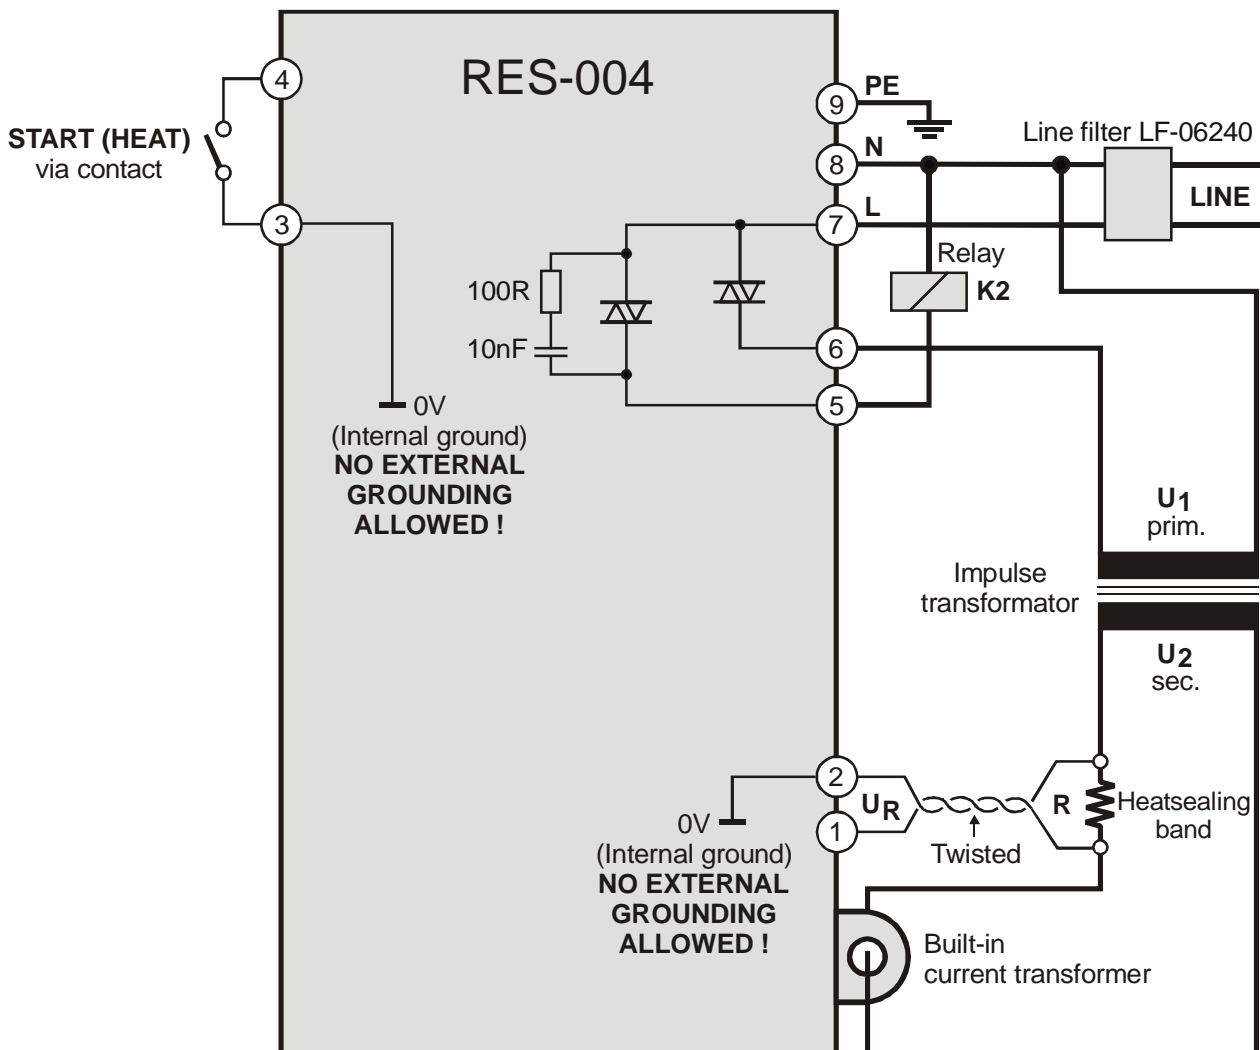 RES-004
4
START (HEAT)
via contact
3
9
PE
8
N
7
L
Line filter LF-06240
LINE
Relay
K2
100R
10nF
6
5
0V
(Internal ground)
NO EXTERNAL
GROUNDING
ALLOWED !
U1
prim.
Impulse
transformator
U2
sec.
2
UR
1
R
Heatsealing
band
Twisted
0V
(Internal ground)
NO EXTERNAL
GROUNDING
ALLOWED !
Built-in
current transformer